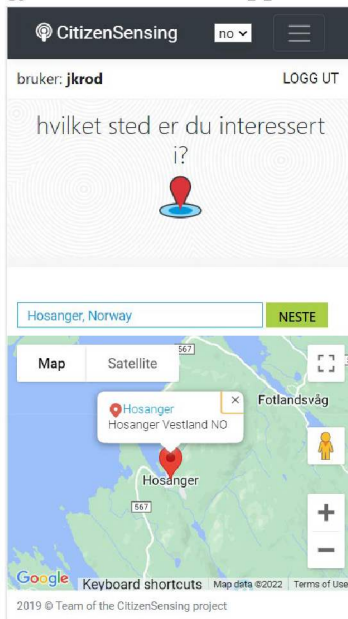 CitizenSensing
no
bruker: jkrod
LOGG UT
hvilket sted er du interessert
i?
Hosanger, Norway
NESTE
567
Map
Satellite
Hosanger
Hosanger Vestland NO
Fotlandsvåg
Hosanger
567
Google
Keyboard shortcuts
Map data ©2022
Terms of Use
2019 © Team of the CitizenSensing project